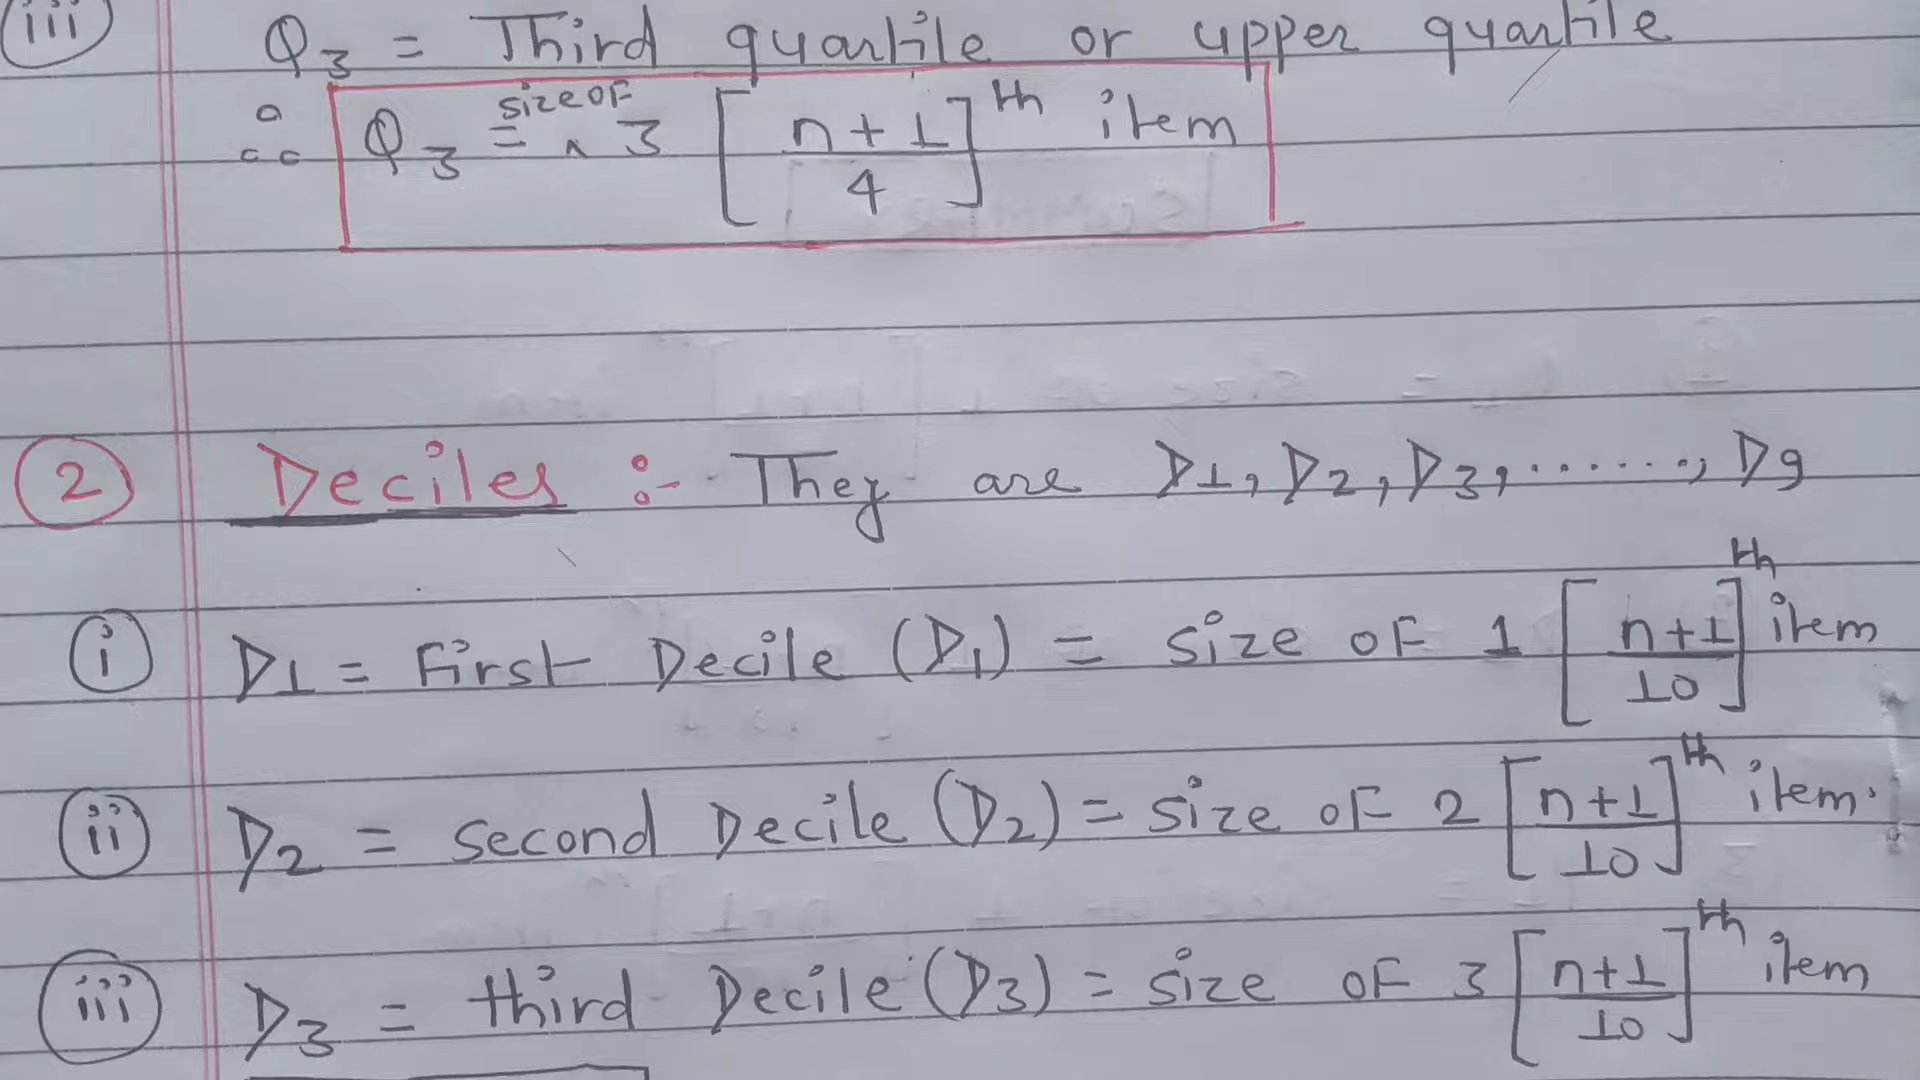 (iii) Q3 = Third quartile or upper quartile
∴ Q3 = size of 3 [n+1/4]th item
(2) Deciles :- They are D1, D2, D3, ......, D9
(i) D1 = First Decile (D1) = size of 1 [n+1/10]th item
(ii) D2 = second Decile (D2) = size of 2 [n+1/10]th item.
(iii) D3 = third Decile (D3) = size of 3 [n+1/10]th item